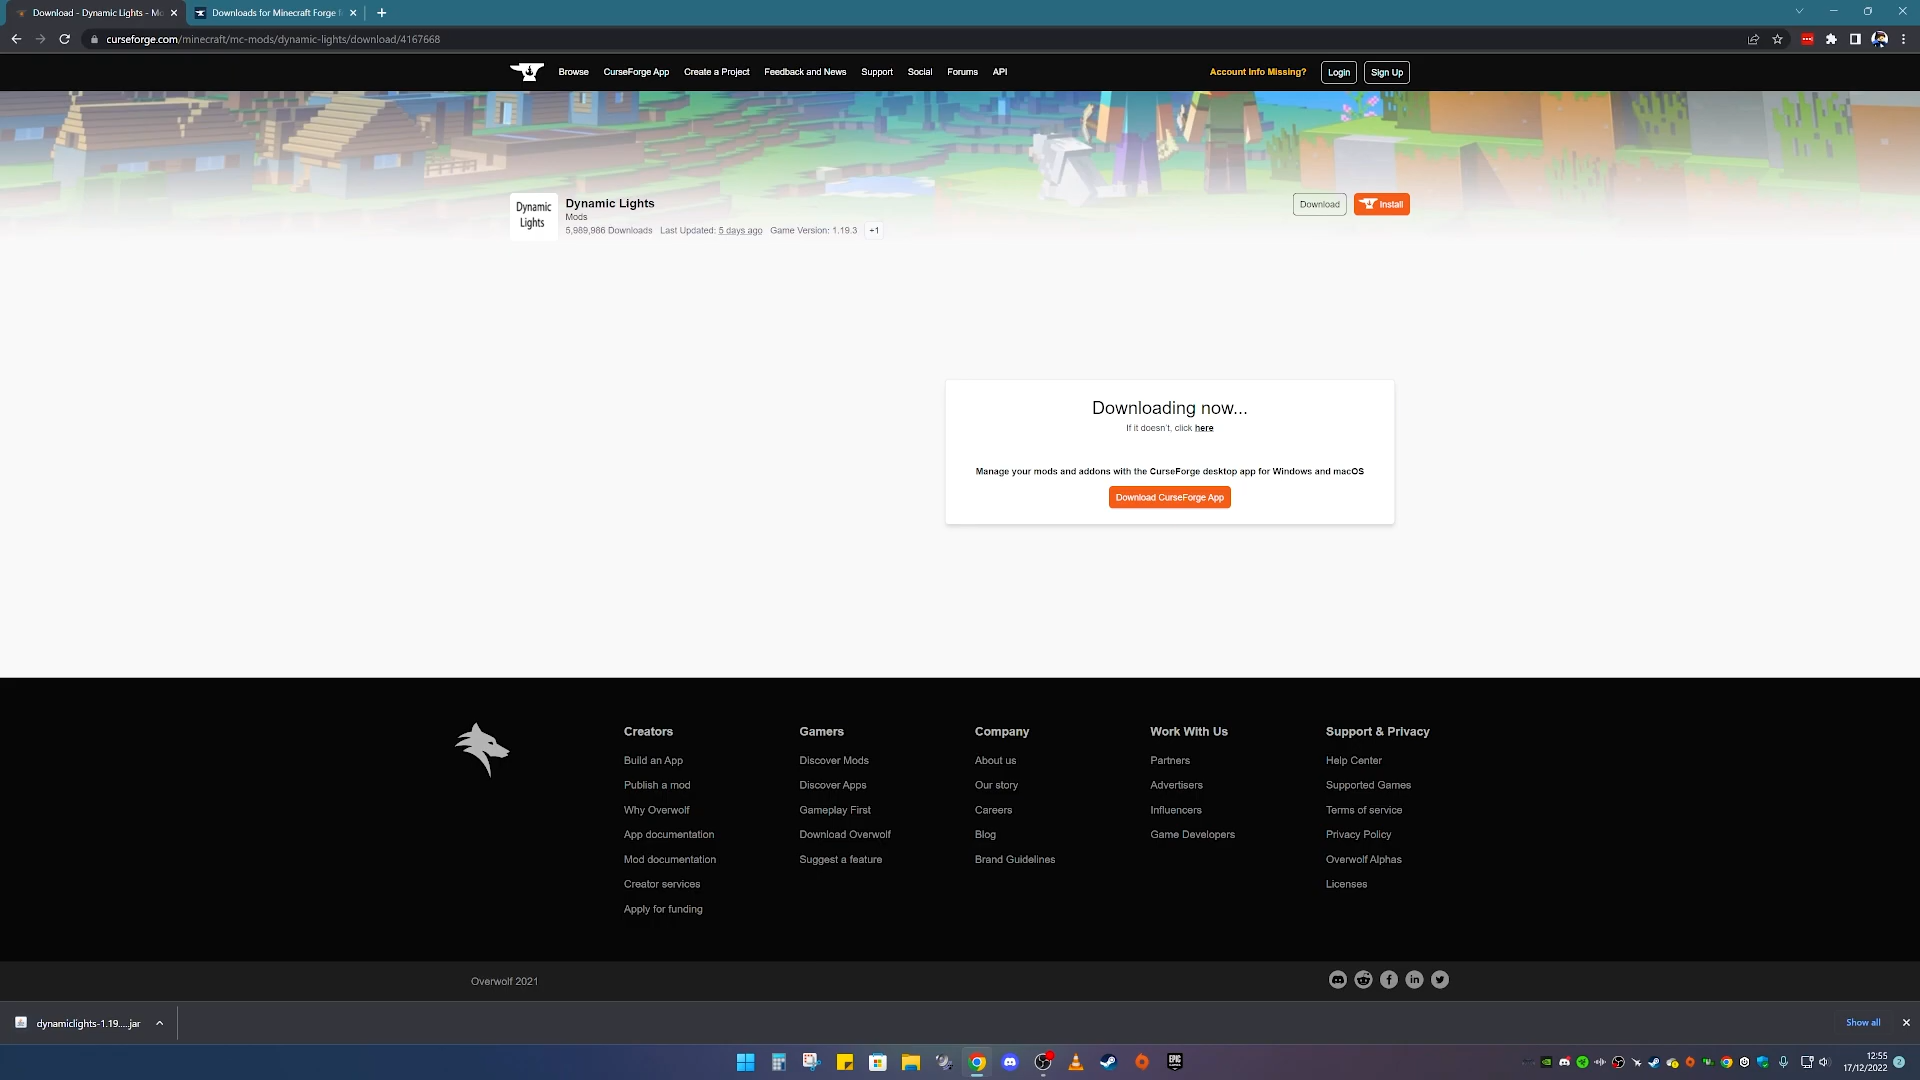 Download - Dynamic Lights - Mo
Downloads for Minecraft Forge
curseforge.com/minecraft/mc-mods/dynamic-lights/download/4167668
Browse CurseForge App Create a Project Feedback and News Support Social Forums API Account Info Missing? Login Sign Up
Dynamic Lights
Dynamic Lights
Mods
5,989,986 Downloads Last Updated: 5 days ago Game Version: 1.19.3 +1
Download Install
Downloading now...
If it doesn't, click here
Manage your mods and addons with the CurseForge desktop app for Windows and macOS
Download CurseForge App
Creators
Build an App
Publish a mod
Why Overwolf
App documentation
Mod documentation
Creator services
Apply for funding
Gamers
Discover Mods
Discover Apps
Gameplay First
Download Overwolf
Suggest a feature
Company
About us
Our story
Careers
Blog
Brand Guidelines
Work With Us
Partners
Advertisers
Influencers
Game Developers
Support & Privacy
Help Center
Supported Games
Terms of service
Privacy Policy
Overwolf Alphas
Licenses
Overwolf 2021
dynamiclights-1.19....jar
Show all
EPIC
12:55
17/12/2022
2